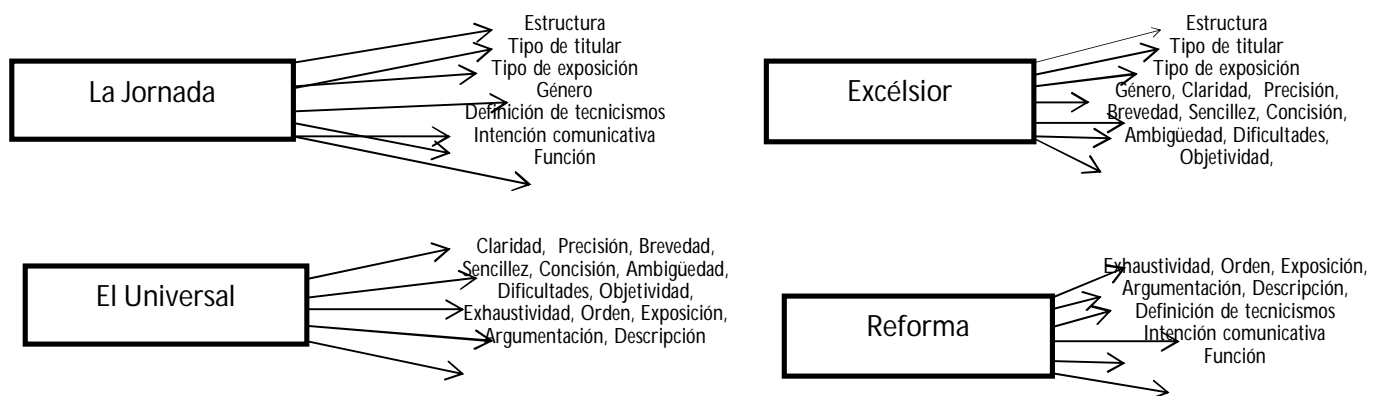 La Jornada
Estructura
Tipo de titular
Tipo de exposición
Género
Definición de tecnicismos
Intención comunicativa
Función
Excélsior
Estructura
Tipo de titular
Tipo de exposición
Género, Claridad, Precisión,
Brevedad, Sencillez, Concisión,
Ambigüedad, Dificultades,
Objetividad,
El Universal
Claridad, Precisión, Brevedad,
Sencillez, Concisión, Ambigüedad,
Dificultades, Objetividad,
Exhaustividad, Orden, Exposición,
Argumentación, Descripción
Reforma
Exhaustividad, Orden, Exposición,
Argumentación, Descripción,
Definición de tecnicismos
Intención comunicativa
Función